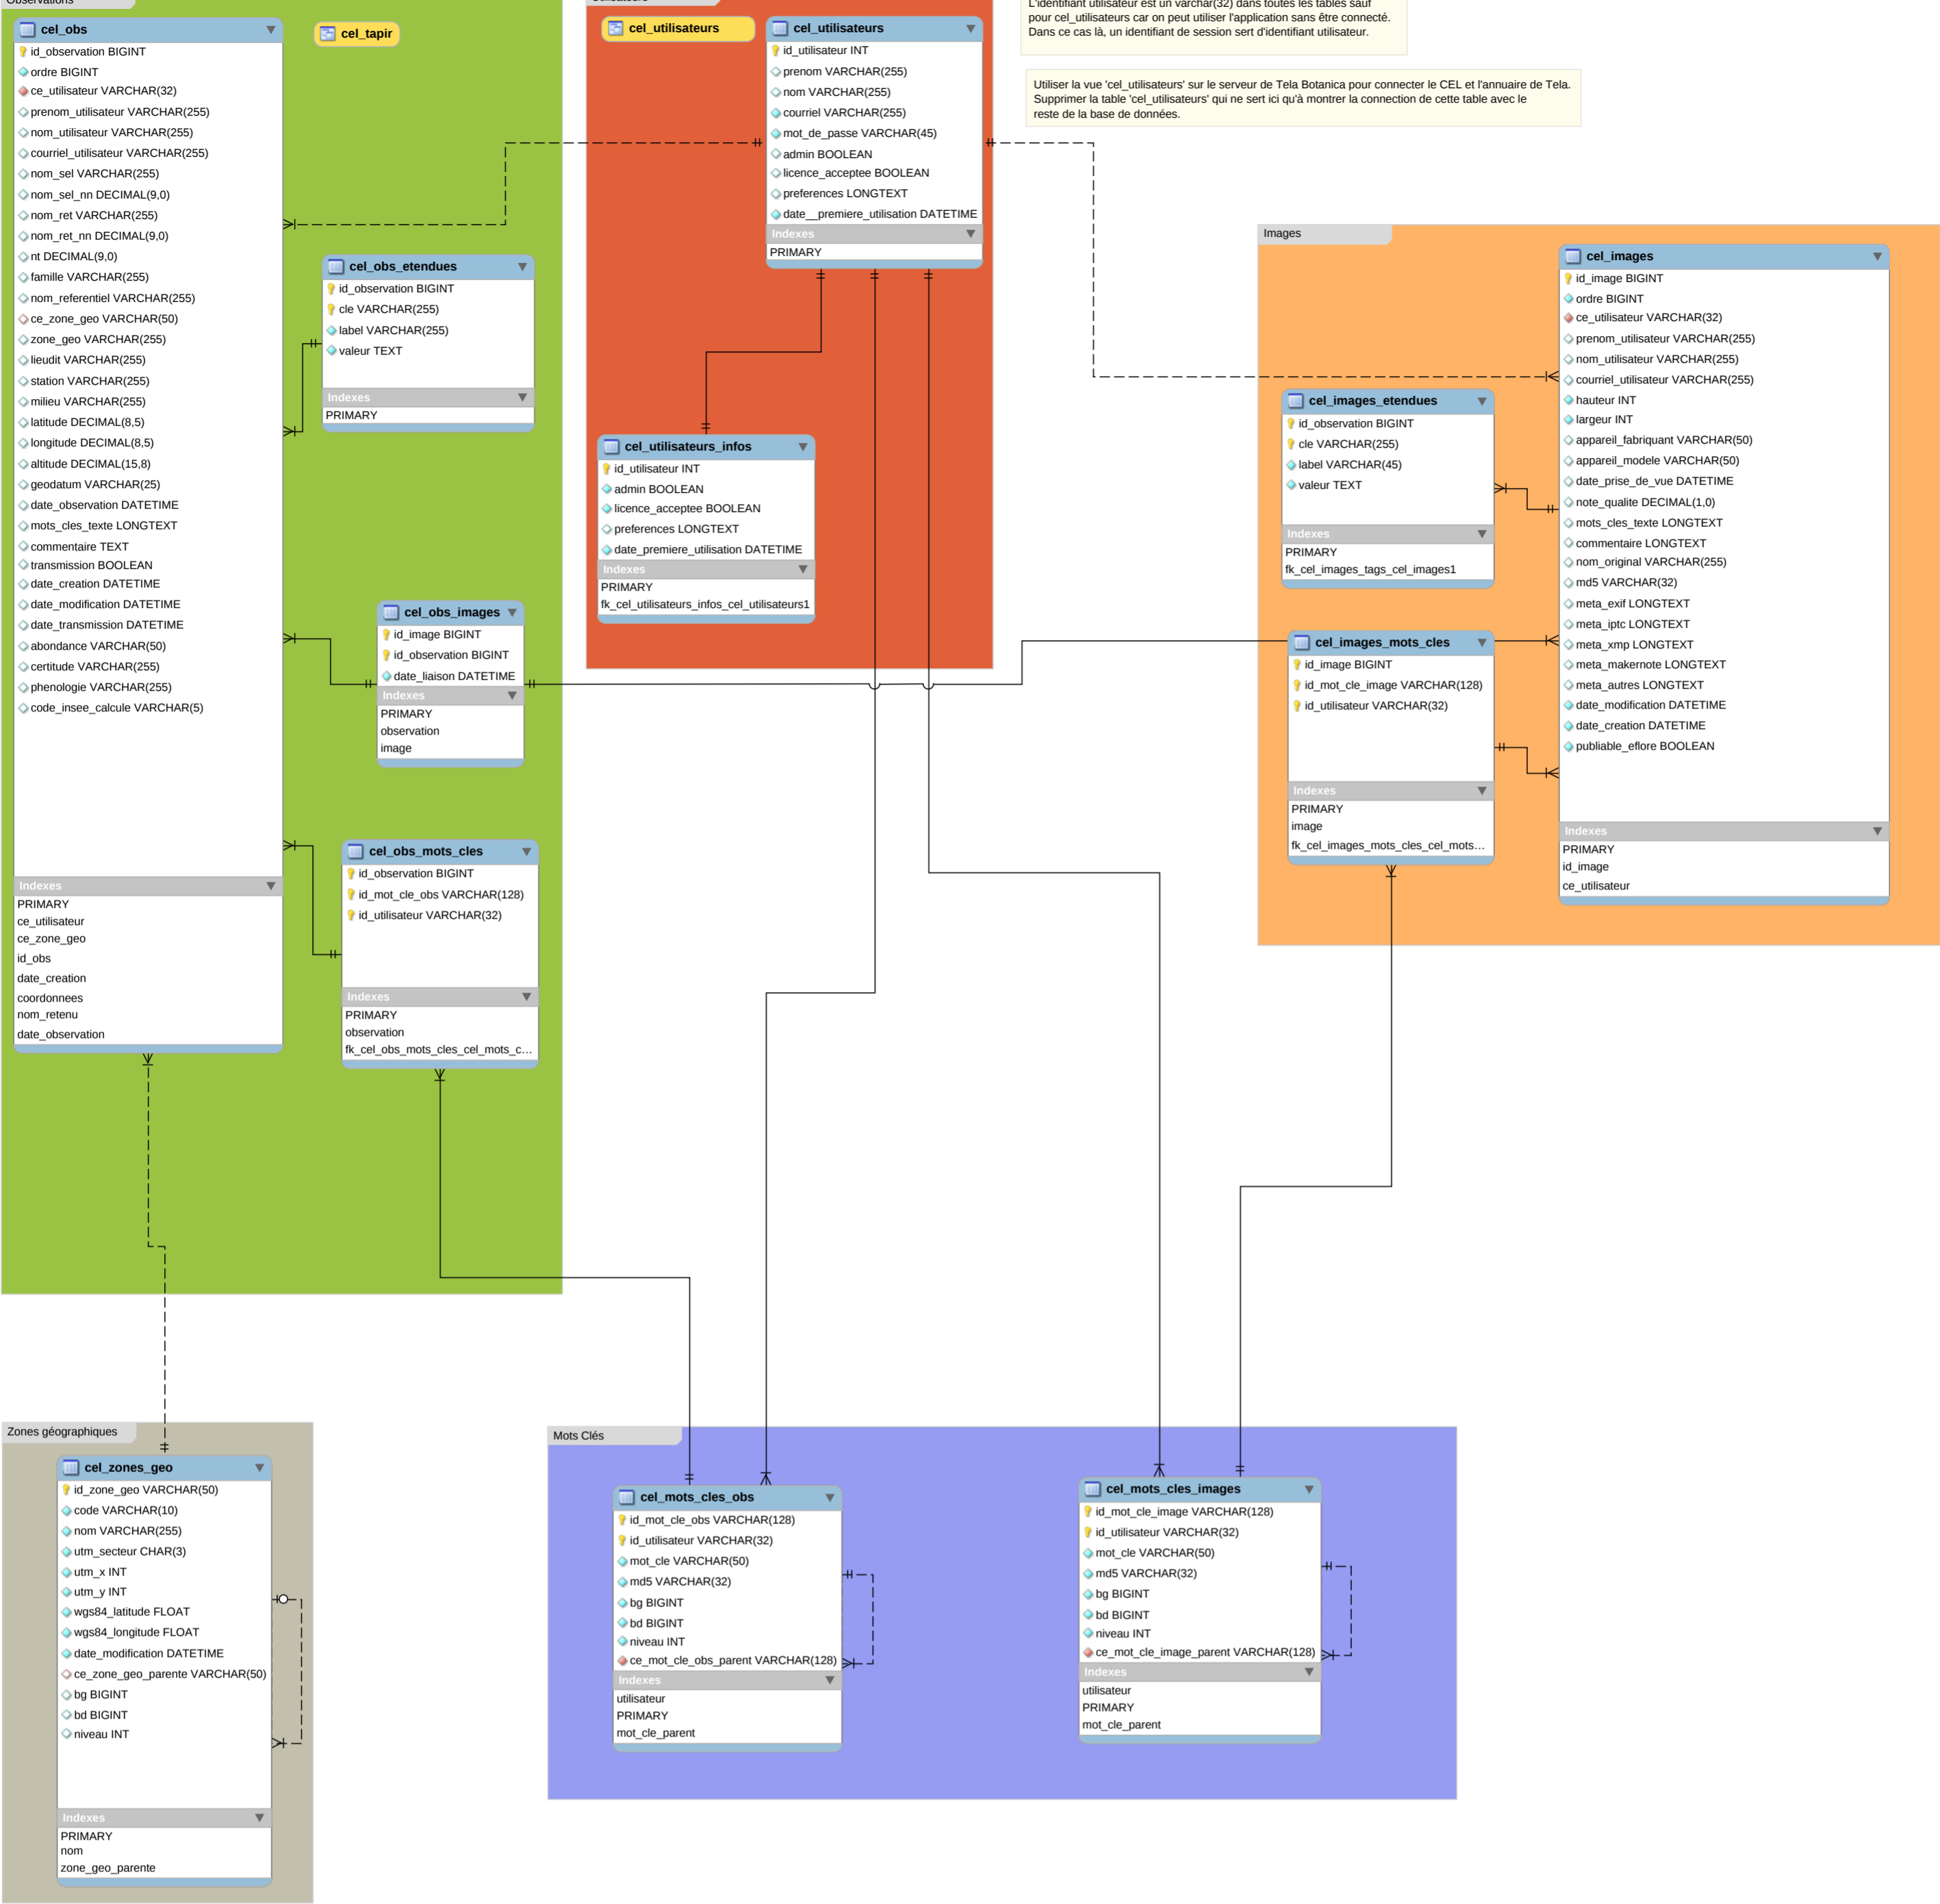 Observations
cel_obs
id_observation BIGINT
ordre BIGINT
ce_utilisateur VARCHAR(32)
prenom_utilisateur VARCHAR(255)
nom_utilisateur VARCHAR(255)
courriel_utilisateur VARCHAR(255)
nom_sel VARCHAR(255)
nom_sel_nn DECIMAL(9,0)
nom_ret VARCHAR(255)
nom_ret_nn DECIMAL(9,0)
nt DECIMAL(9,0)
famille VARCHAR(255)
nom_referentiel VARCHAR(255)
ce_zone_geo VARCHAR(50)
zone_geo VARCHAR(255)
lieudit VARCHAR(255)
station VARCHAR(255)
milieu VARCHAR(255)
latitude DECIMAL(8,5)
longitude DECIMAL(8,5)
altitude DECIMAL(15,8)
geodatum VARCHAR(25)
date_observation DATETIME
mots_cles_texte LONGTEXT
commentaire TEXT
transmission BOOLEAN
date_creation DATETIME
date_modification DATETIME
date_transmission DATETIME
abondance VARCHAR(50)
certitude VARCHAR(255)
phenologie VARCHAR(255)
code_insee_calcule VARCHAR(5)
Indexes
PRIMARY
ce_utilisateur
ce_zone_geo
id_obs
date_creation
coordonnees
nom_retenu
date_observation
cel_tapir
cel_obs_etendues
id_observation BIGINT
cle VARCHAR(255)
label VARCHAR(255)
valeur TEXT
Indexes
PRIMARY
cel_obs_images
id_image BIGINT
id_observation BIGINT
date_liaison DATETIME
Indexes
PRIMARY
observation
image
cel_obs_mots_cles
id_observation BIGINT
id_mot_cle_obs VARCHAR(128)
id_utilisateur VARCHAR(32)
Indexes
PRIMARY
observation
fk_cel_obs_mots_cles_cel_mots_c...
Utilisateurs
cel_utilisateurs
cel_utilisateurs
id_utilisateur INT
prenom VARCHAR(255)
nom VARCHAR(255)
courriel VARCHAR(255)
mot_de_passe VARCHAR(45)
admin BOOLEAN
licence_acceptee BOOLEAN
preferences LONGTEXT
date__premiere_utilisation DATETIME
Indexes
PRIMARY
cel_utilisateurs_infos
id_utilisateur INT
admin BOOLEAN
licence_acceptee BOOLEAN
preferences LONGTEXT
date_premiere_utilisation DATETIME
Indexes
PRIMARY
fk_cel_utilisateurs_infos_cel_utilisateurs1
L'identifiant utilisateur est un varchar(32) dans toutes les tables sauf
pour cel_utilisateurs car on peut utiliser l'application sans être connecté.
Dans ce cas là, un identifiant de session sert d'identifiant utilisateur.
Utiliser la vue 'cel_utilisateurs' sur le serveur de Tela Botanica pour connecter le CEL et l'annuaire de Tela.
Supprimer la table 'cel_utilisateurs' qui ne sert ici qu'à montrer la connection de cette table avec le
reste de la base de données.
Images
cel_images
id_image BIGINT
ordre BIGINT
ce_utilisateur VARCHAR(32)
prenom_utilisateur VARCHAR(255)
nom_utilisateur VARCHAR(255)
courriel_utilisateur VARCHAR(255)
hauteur INT
largeur INT
appareil_fabriquant VARCHAR(50)
appareil_modele VARCHAR(50)
date_prise_de_vue DATETIME
note_qualite DECIMAL(1,0)
mots_cles_texte LONGTEXT
commentaire LONGTEXT
nom_original VARCHAR(255)
md5 VARCHAR(32)
meta_exif LONGTEXT
meta_iptc LONGTEXT
meta_xmp LONGTEXT
meta_makernote LONGTEXT
meta_autres LONGTEXT
date_modification DATETIME
date_creation DATETIME
publiable_eflore BOOLEAN
Indexes
PRIMARY
id_image
ce_utilisateur
cel_images_etendues
id_observation BIGINT
cle VARCHAR(255)
label VARCHAR(45)
valeur TEXT
Indexes
PRIMARY
fk_cel_images_tags_cel_images1
cel_images_mots_cles
id_image BIGINT
id_mot_cle_image VARCHAR(128)
id_utilisateur VARCHAR(32)
Indexes
PRIMARY
image
fk_cel_images_mots_cles_cel_mots...
Zones géographiques
cel_zones_geo
id_zone_geo VARCHAR(50)
code VARCHAR(10)
nom VARCHAR(255)
utm_secteur CHAR(3)
utm_x INT
utm_y INT
wgs84_latitude FLOAT
wgs84_longitude FLOAT
date_modification DATETIME
ce_zone_geo_parente VARCHAR(50)
bg BIGINT
bd BIGINT
niveau INT
Indexes
PRIMARY
nom
zone_geo_parente
Mots Clés
cel_mots_cles_obs
id_mot_cle_obs VARCHAR(128)
id_utilisateur VARCHAR(32)
mot_cle VARCHAR(50)
md5 VARCHAR(32)
bg BIGINT
bd BIGINT
niveau INT
ce_mot_cle_obs_parent VARCHAR(128)
Indexes
utilisateur
PRIMARY
mot_cle_parent
cel_mots_cles_images
id_mot_cle_image VARCHAR(128)
id_utilisateur VARCHAR(32)
mot_cle VARCHAR(50)
md5 VARCHAR(32)
bg BIGINT
bd BIGINT
niveau INT
ce_mot_cle_image_parent VARCHAR(128)
Indexes
utilisateur
PRIMARY
mot_cle_parent